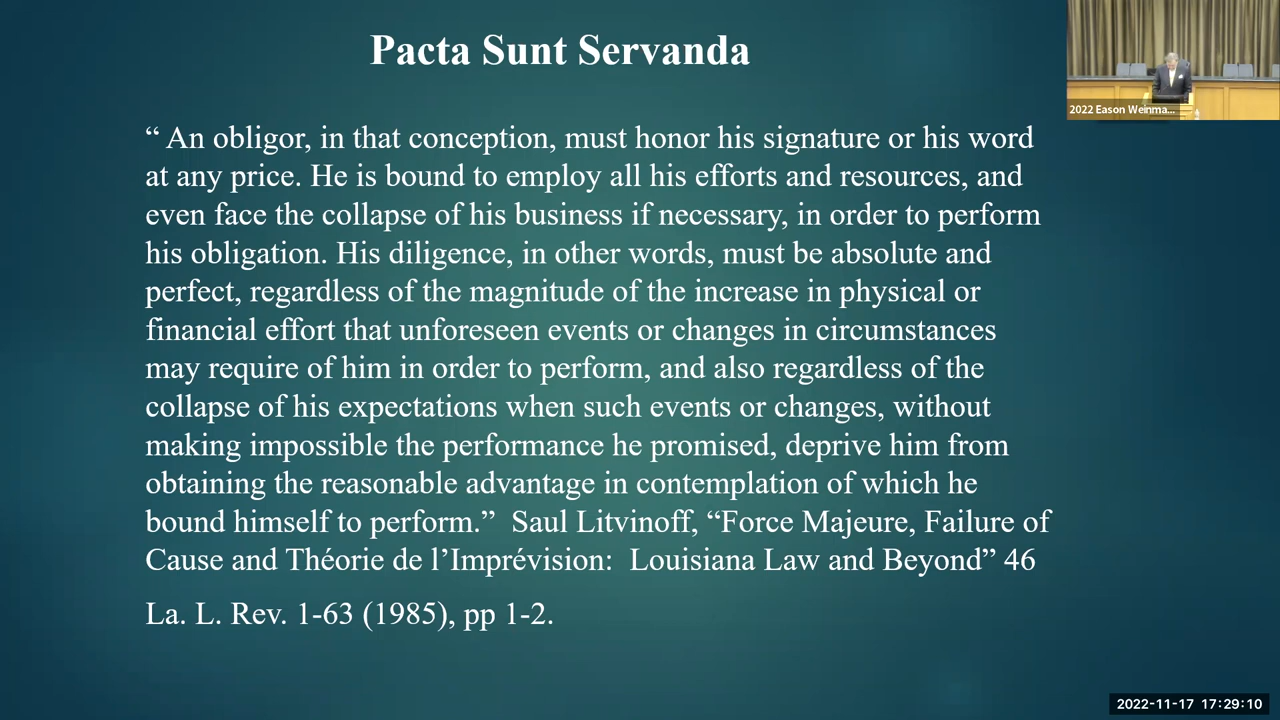 Pacta Sunt Servanda
2022 Eason Weinma...
“ An obligor, in that conception, must honor his signature or his word
at any price. He is bound to employ all his efforts and resources, and
even face the collapse of his business if necessary, in order to perform
his obligation. His diligence, in other words, must be absolute and
perfect, regardless of the magnitude of the increase in physical or
financial effort that unforeseen events or changes in circumstances
may require of him in order to perform, and also regardless of the
collapse of his expectations when such events or changes, without
making impossible the performance he promised, deprive him from
obtaining the reasonable advantage in contemplation of which he
bound himself to perform.”  Saul Litvinoff, “Force Majeure, Failure of
Cause and Théorie de l’Imprévision:  Louisiana Law and Beyond” 46
La. L. Rev. 1-63 (1985), pp 1-2.
2022-11-17 17:29:10